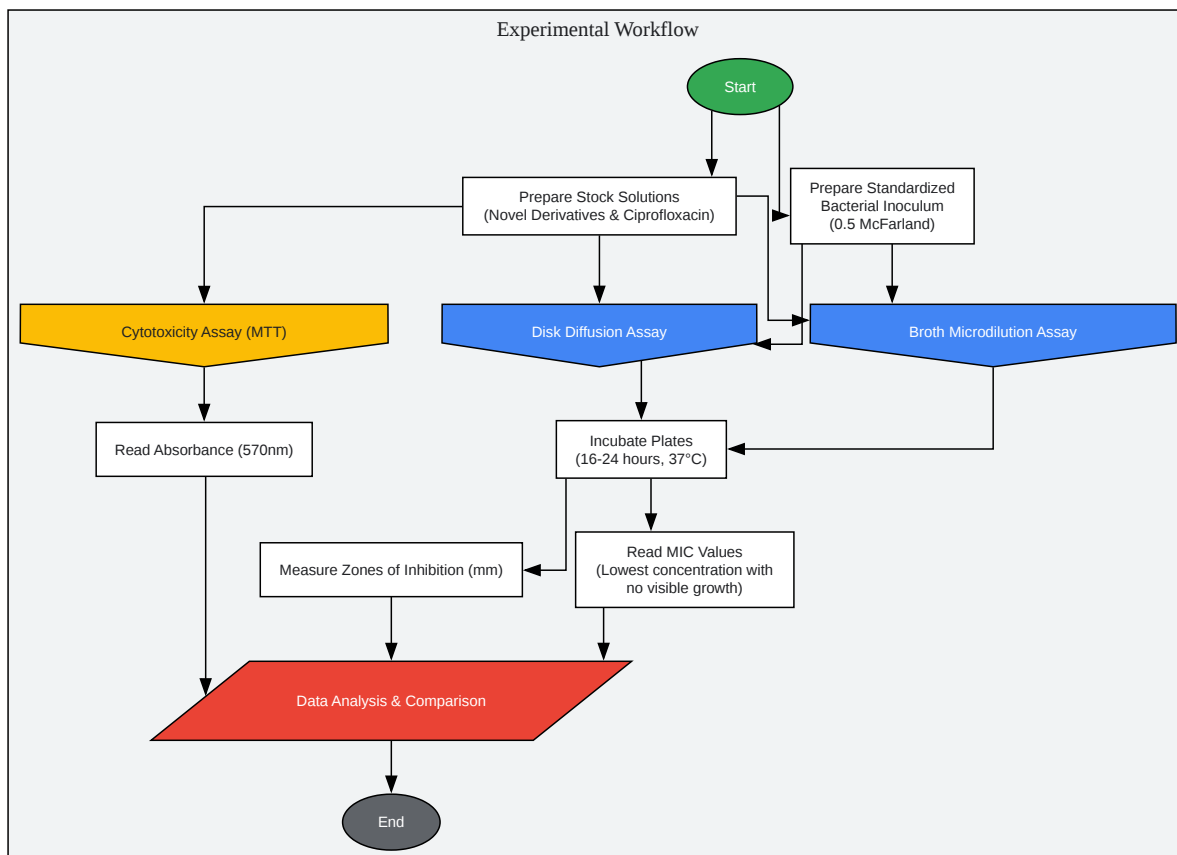 Experimental Workflow
Start
Prepare Stock Solutions
(Novel Derivatives & Ciprofloxacin)
Prepare Standardized
Bacterial Inoculum
(0.5 McFarland)
Cytotoxicity Assay (MTT)
Disk Diffusion Assay
Broth Microdilution Assay
Read Absorbance (570nm)
Incubate Plates
(16-24 hours, 37°C)
Measure Zones of Inhibition (mm)
Read MIC Values
(Lowest concentration with
no visible growth)
Data Analysis & Comparison
End